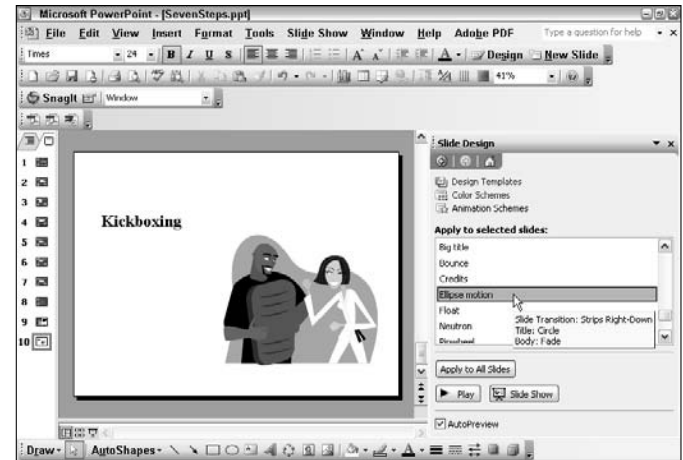 Microsoft PowerPoint - [SevenSteps.ppt]
File Edit View Insert Format Tools Slide Show Window Help Adobe PDF Type a question for help
Times 24 B I U S A A A Design New Slide
41%
SnagIt Window
Slide Design
1
2
3
4
5
6
7
8
9
10
Kickboxing
Design Templates
Color Schemes
Animation Schemes
Apply to selected slides:
Big title
Bounce
Credits
Ellipse motion
Float
Neutron
Pinwheel
Slide Transition: Strips Right-Down
Title: Circle
Body: Fade
Apply to All Slides
Play Slide Show
AutoPreview
Draw AutoShapes A